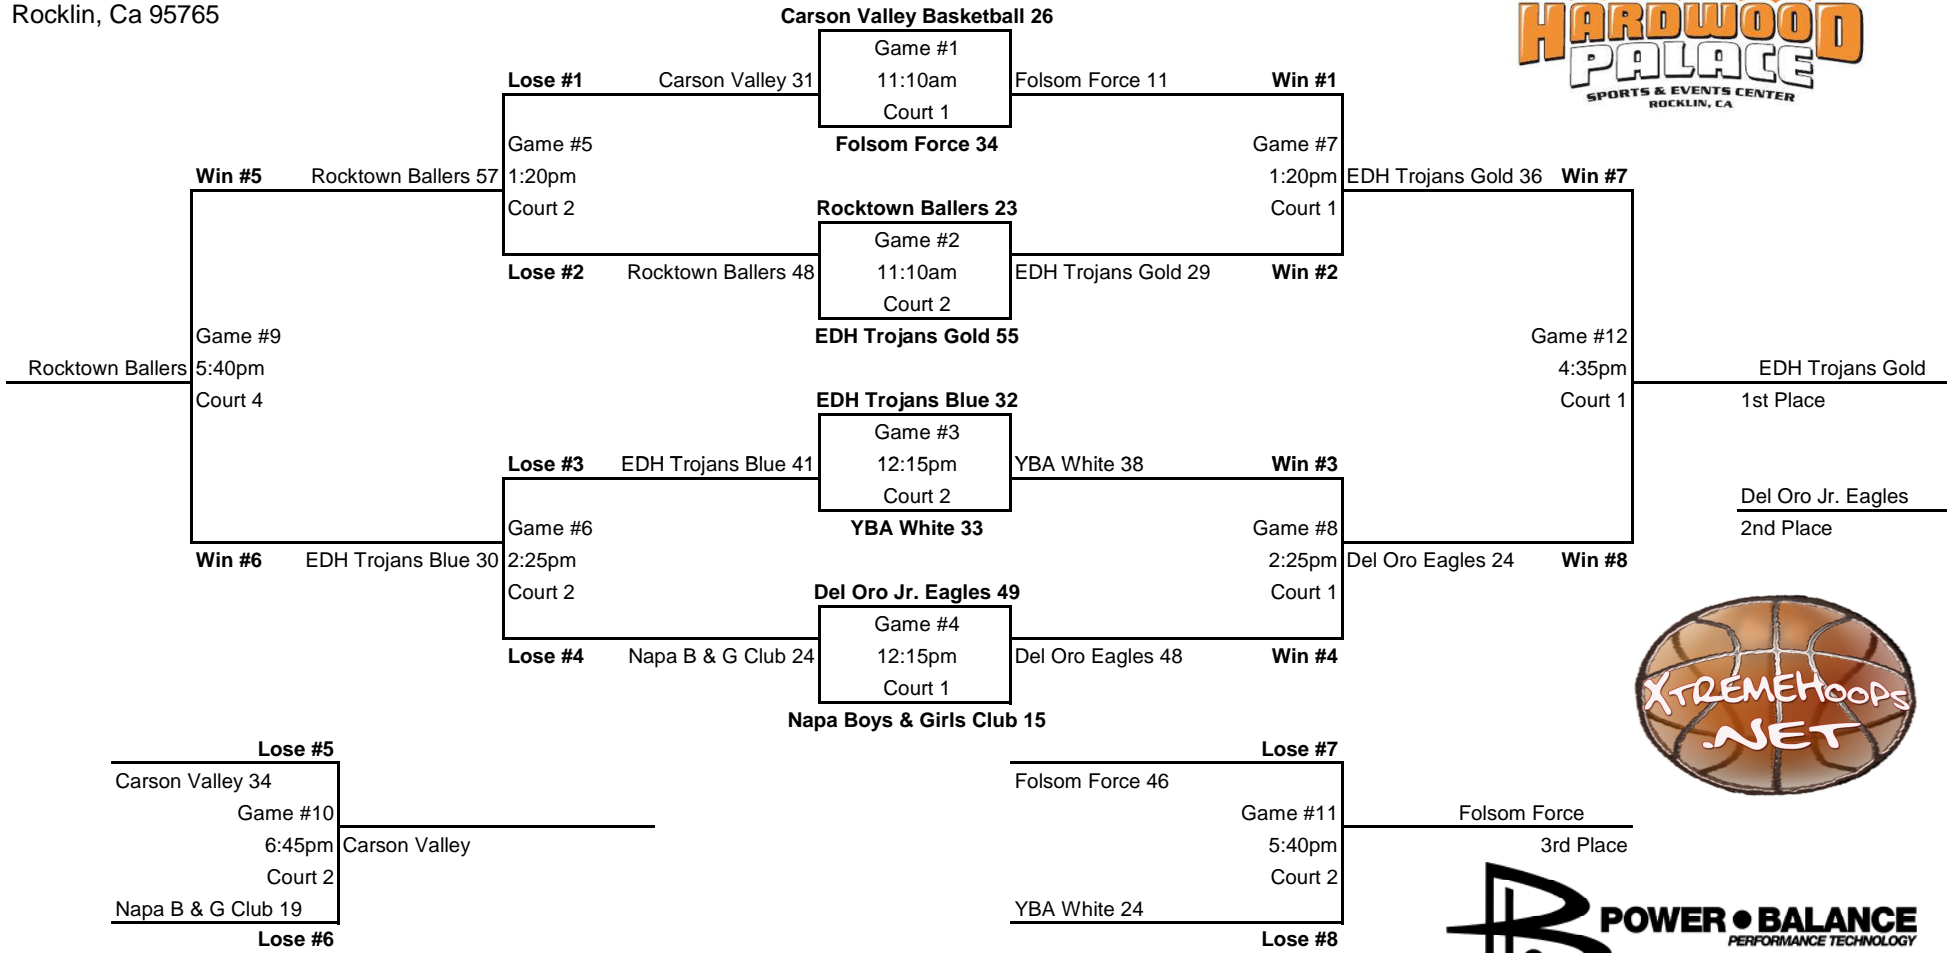 Rocklin, Ca 95765
Carson Valley Basketball 26
HARDWOOD
PALACE
SPORTS & EVENTS CENTER
ROCKLIN, CA
Game #1
Lose #1 Carson Valley 31 11:10am Folsom Force 11 Win #1
Court 1
Game #5 Folsom Force 34 Game #7
Win #5 Rocktown Ballers 57 1:20pm 1:20pm EDH Trojans Gold 36 Win #7
Court 2 Rocktown Ballers 23 Court 1
Game #2
Lose #2 Rocktown Ballers 48 11:10am EDH Trojans Gold 29 Win #2
Court 2
Game #9 EDH Trojans Gold 55 Game #12
Rocktown Ballers 5:40pm 4:35pm EDH Trojans Gold
Court 4 EDH Trojans Blue 32 Court 1 1st Place
Game #3
Lose #3 EDH Trojans Blue 41 12:15pm YBA White 38 Win #3
Court 2 Del Oro Jr. Eagles
Game #6 YBA White 33 Game #8 2nd Place
Win #6 EDH Trojans Blue 30 2:25pm 2:25pm Del Oro Eagles 24 Win #8
Court 2 Del Oro Jr. Eagles 49 Court 1
Game #4
Lose #4 Napa B & G Club 24 12:15pm Del Oro Eagles 48 Win #4
Court 1
Napa Boys & Girls Club 15
XTREMEHOOPS
.NET
Lose #5 Lose #7
Carson Valley 34 Folsom Force 46
Game #10 Game #11 Folsom Force
6:45pm Carson Valley 5:40pm 3rd Place
Court 2 Court 2
Napa B & G Club 19 YBA White 24
Lose #6 Lose #8
POWER BALANCE
PERFORMANCE TECHNOLOGY